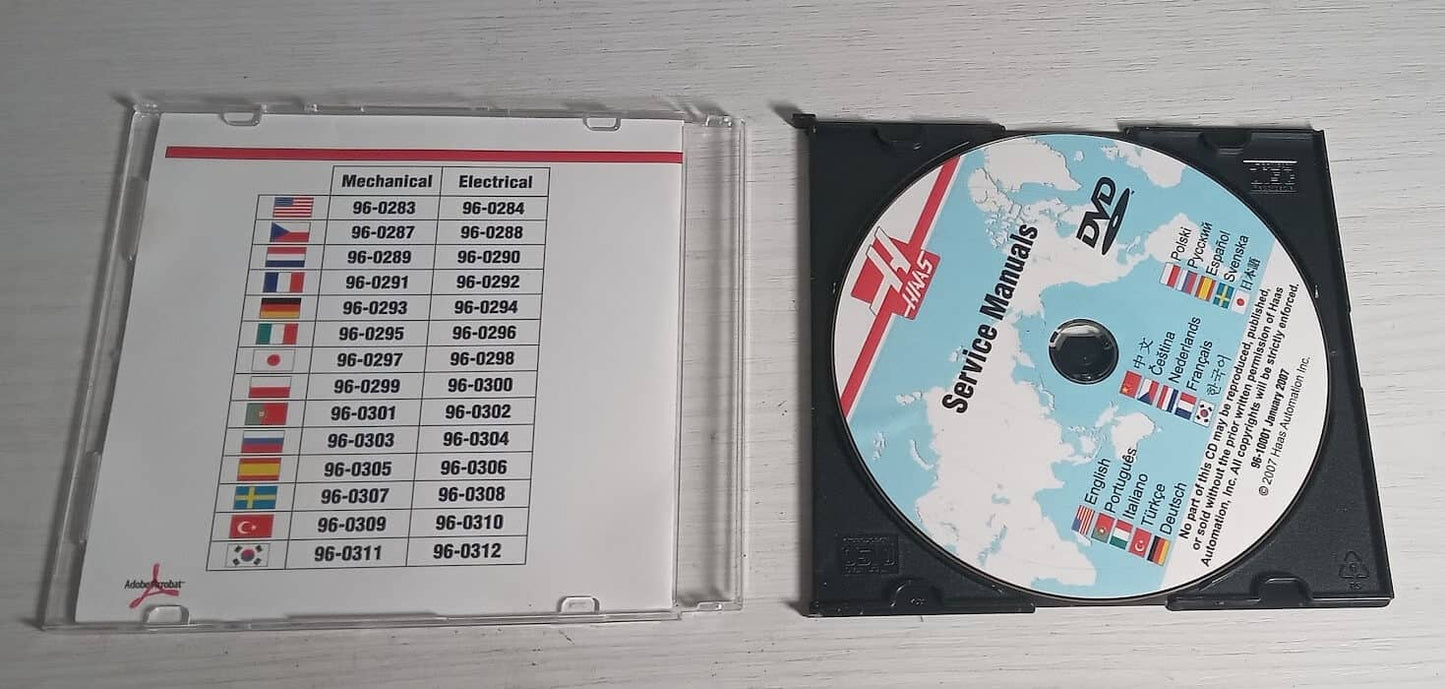 Mechanical Electrical
96-0283 96-0284
96-0287 96-0288
96-0289 96-0290
96-0291 96-0292
96-0293 96-0294
96-0295 96-0296
96-0297 96-0298
96-0299 96-0300
96-0301 96-0302
96-0303 96-0304
96-0305 96-0306
96-0307 96-0308
96-0309 96-0310
96-0311 96-0312
Adobe Acrobat
HAAS
Service Manuals
DVD
English
Português
Italiano
Türkçe
Deutsch
中文
Čeština
Nederlands
Français
한국어
Polski
Русский
Español
Svenska
日本語
No part of this CD may be reproduced, published,
or sold without the prior written permission of Haas
Automation, Inc. All copyrights will be strictly enforced.
96-10001 January 2007
© 2007 Haas Automation Inc.